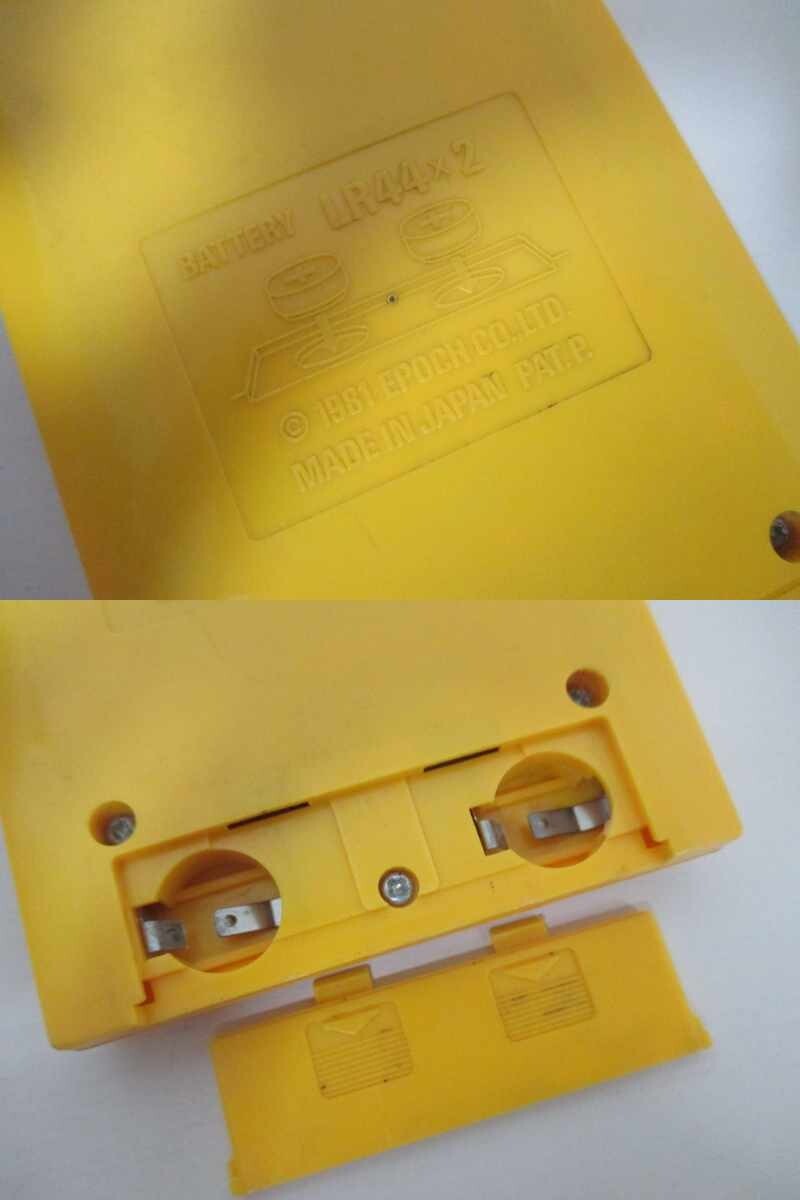 BATTERY LR44×2
© 1981 EPOCH CO.,LTD.
MADE IN JAPAN PAT.P.